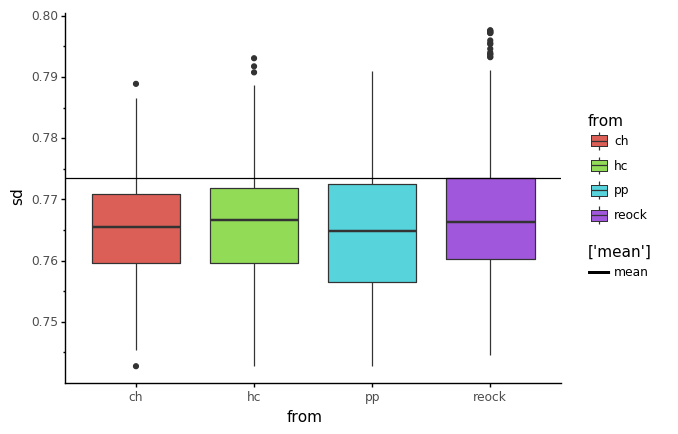 0.80
0.79
0.78
0.77
0.76
0.75
sd
ch
hc
pp
reock
from
from
ch
hc
pp
reock
['mean']
mean